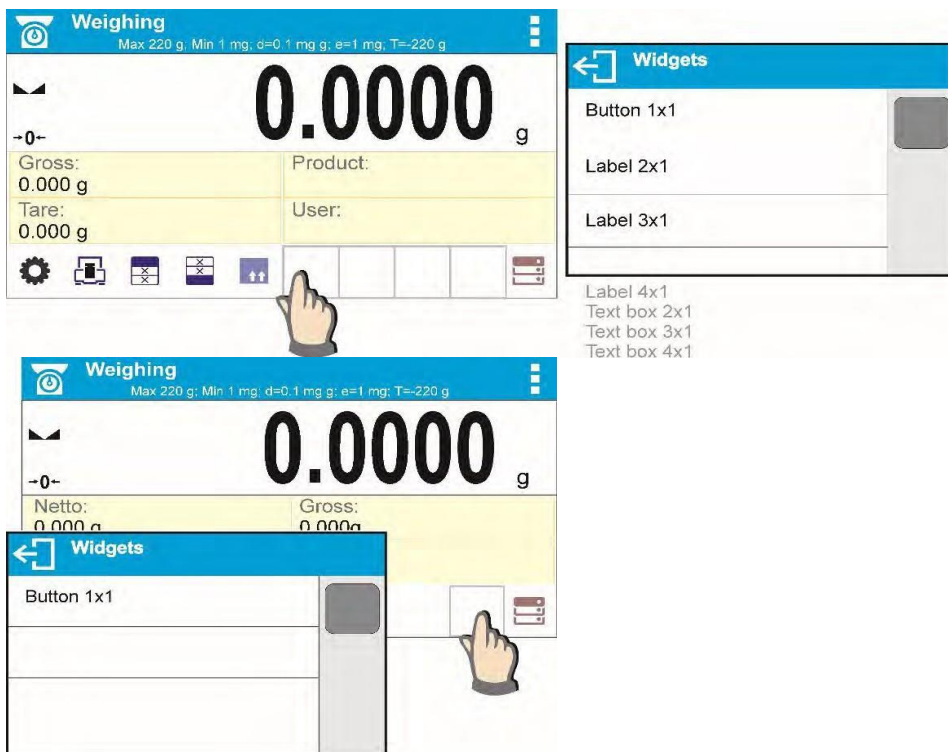 Weighing
Max 220 g, Min 1 mg; d=0.1 mg g; e=1 mg; T=-220 g
→0←
0.0000 g
Gross:
0.000 g
Product:
Tare:
0.000 g
User:
Widgets
Button 1x1
Label 2x1
Label 3x1
Label 4x1
Text box 2x1
Text box 3x1
Text box 4x1
Weighing
Max 220 g; Min 1 mg; d=0.1 mg g; e=1 mg; T=-220 g
→0←
0.0000 g
Netto:
0.000 g
Gross:
0.000g
Widgets
Button 1x1